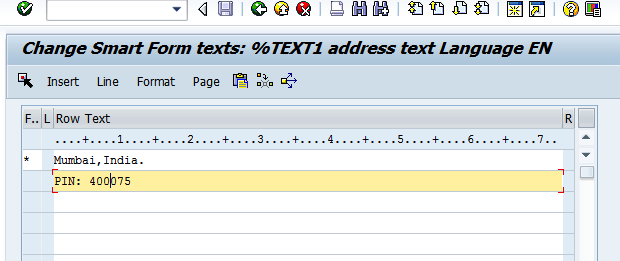 Change Smart Form texts: %TEXT1 address text Language EN
Insert Line Format Page
F.. L Row Text R
....+....1....+....2....+....3....+....4....+....5....+....6....+....7..
* Mumbai,India.
PIN: 400075